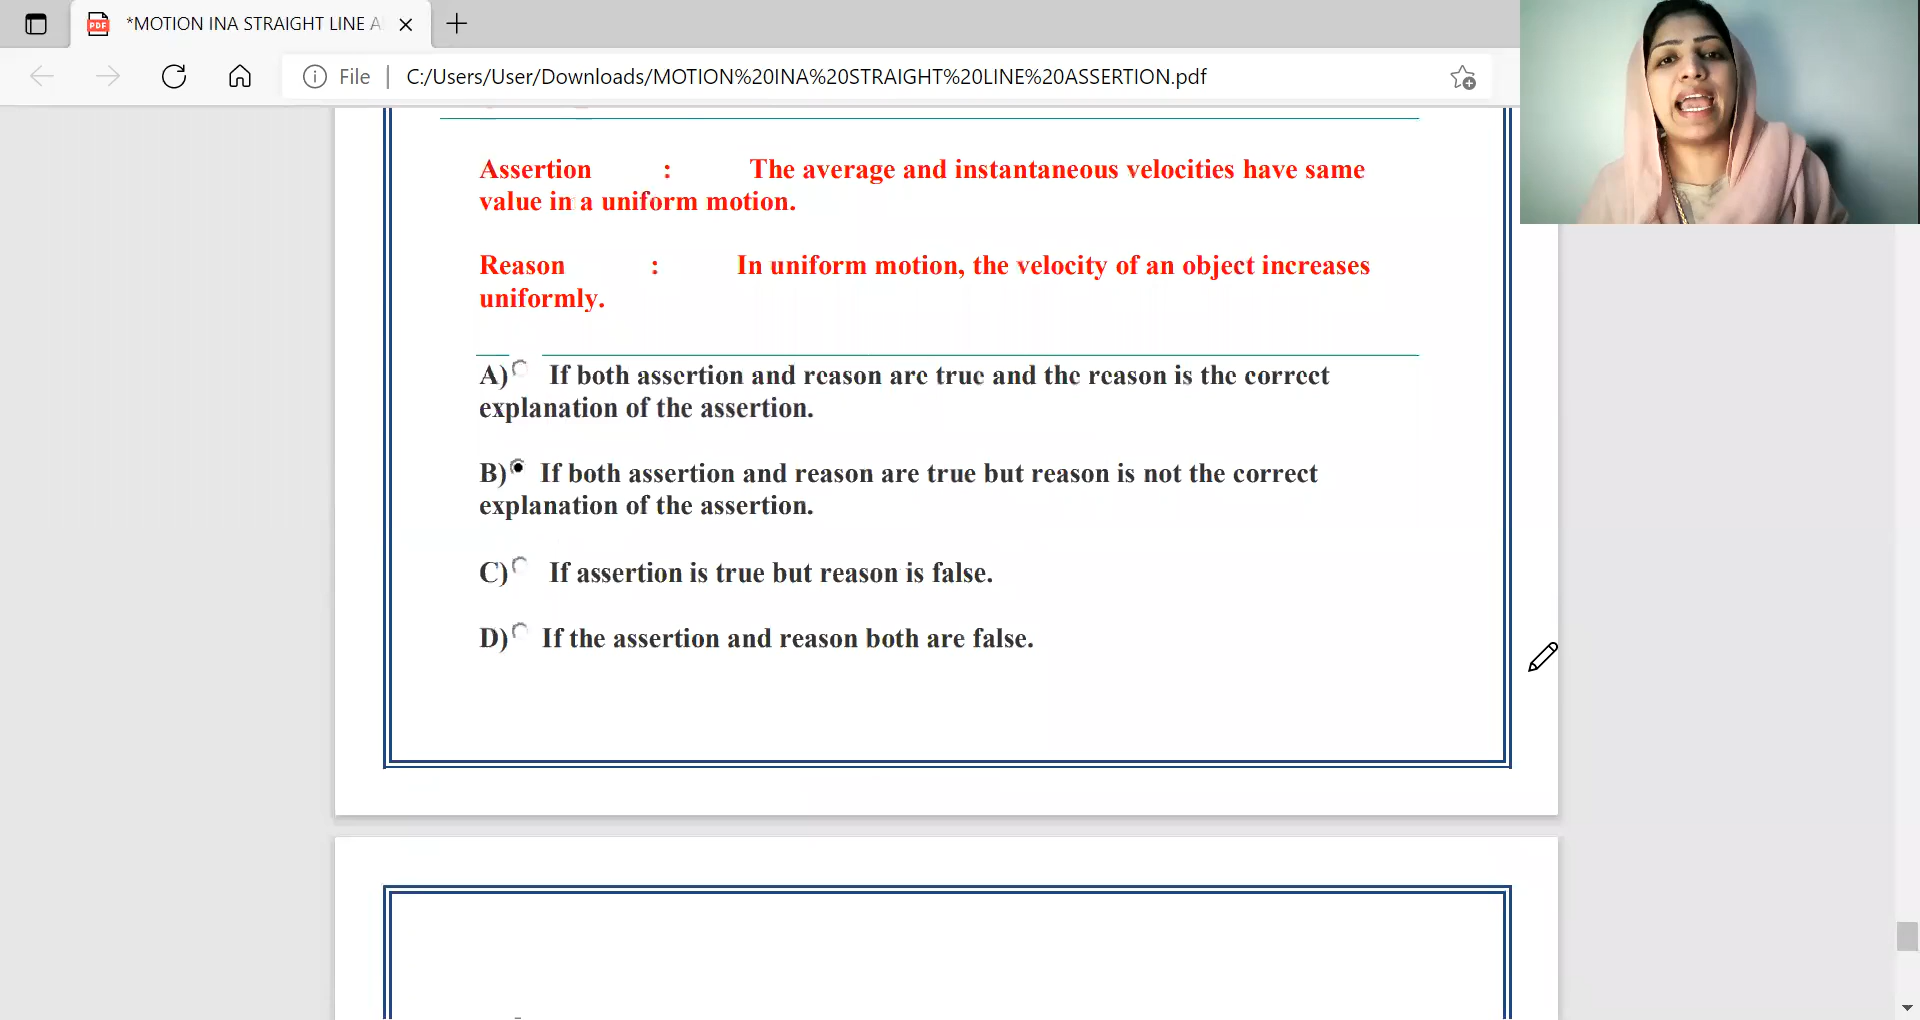 *MOTION INA STRAIGHT LINE A
File
C:/Users/User/Downloads/MOTION%20INA%20STRAIGHT%20LINE%20ASSERTION.pdf
Assertion : The average and instantaneous velocities have same
value in a uniform motion.
Reason : In uniform motion, the velocity of an object increases
uniformly.
A) If both assertion and reason are true and the reason is the correct
explanation of the assertion.
B) If both assertion and reason are true but reason is not the correct
explanation of the assertion.
C) If assertion is true but reason is false.
D) If the assertion and reason both are false.